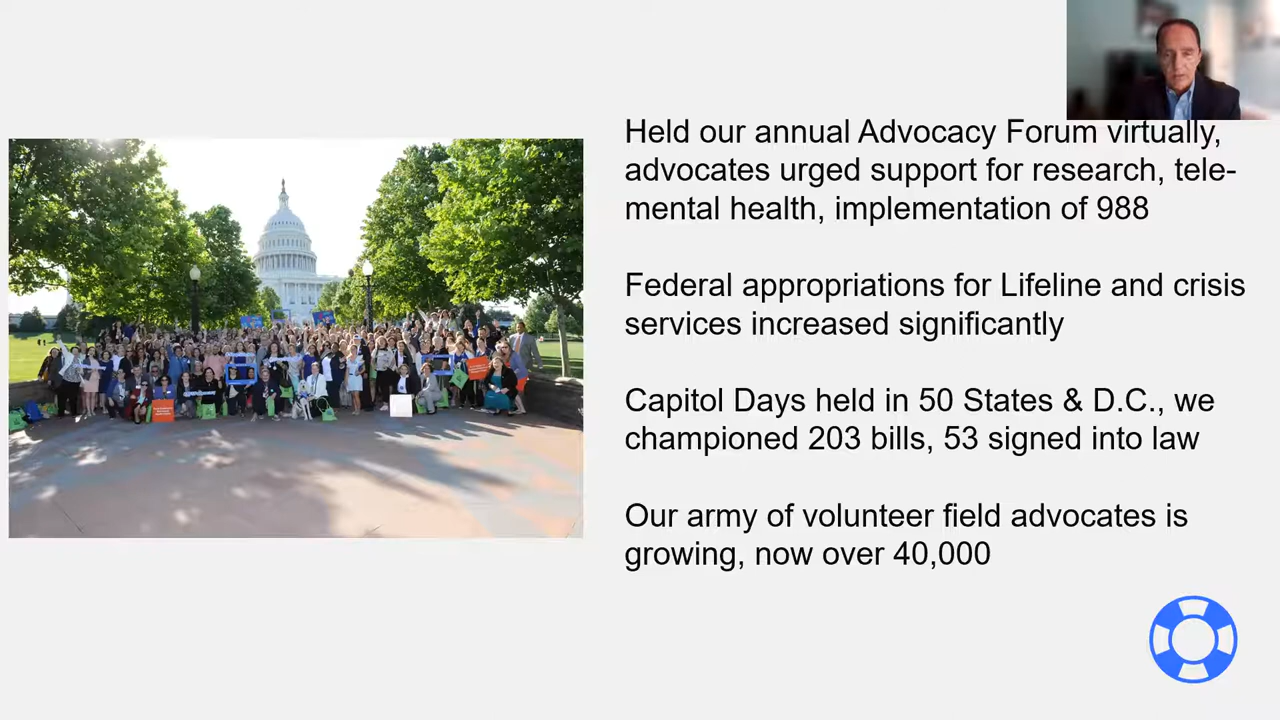 Held our annual Advocacy Forum virtually,
advocates urged support for research, tele-
mental health, implementation of 988
Federal appropriations for Lifeline and crisis
services increased significantly
Capitol Days held in 50 States & D.C., we
championed 203 bills, 53 signed into law
Our army of volunteer field advocates is
growing, now over 40,000